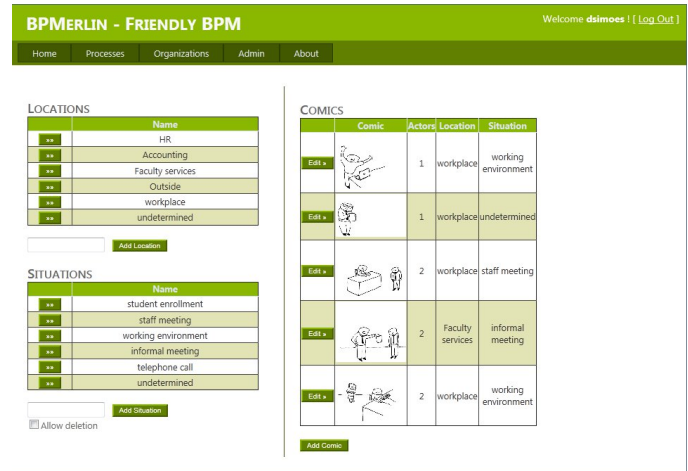 BPMERLIN - FRIENDLY BPM
Welcome dsimoes ! [ Log Out ]
Home Processes Organizations Admin About
LOCATIONS
Name
»» HR
»» Accounting
»» Faculty services
»» Outside
»» workplace
»» undetermined
Add Location
SITUATIONS
Name
»» student enrollment
»» staff meeting
»» working environment
»» informal meeting
»» telephone call
»» undetermined
Add Situation
Allow deletion
COMICS
Comic Actors Location Situation
Edit » 1 workplace working
environment
Edit » 1 workplace undetermined
Edit » 2 workplace staff meeting
Edit » 2 Faculty informal
services meeting
Edit » 2 workplace working
environment
Add Comic